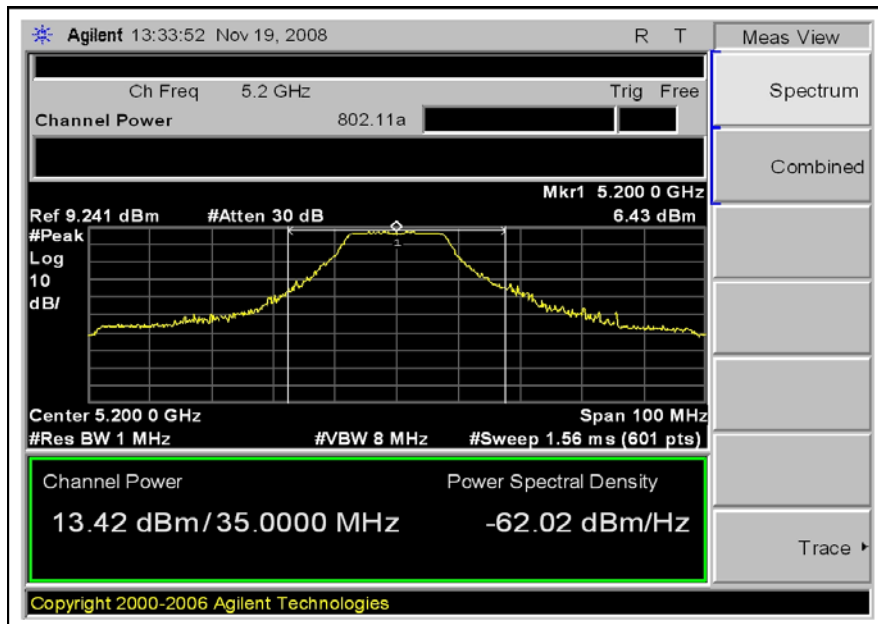 Agilent 13:33:52 Nov 19, 2008 R T
Meas View
Ch Freq 5.2 GHz Trig Free
Channel Power 802.11a
Spectrum
Combined
Mkr1 5.200 0 GHz
Ref 9.241 dBm #Atten 30 dB 6.43 dBm
#Peak
Log
10
dB/
1
Center 5.200 0 GHz Span 100 MHz
#Res BW 1 MHz #VBW 8 MHz #Sweep 1.56 ms (601 pts)
Channel Power Power Spectral Density
13.42 dBm/35.0000 MHz -62.02 dBm/Hz
Trace
Copyright 2000-2006 Agilent Technologies